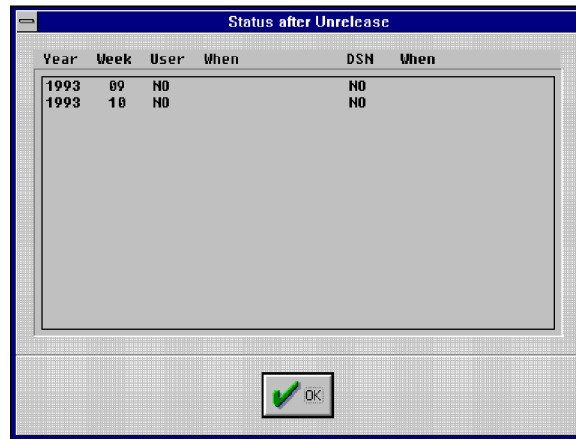 Status after Unrelease
Year Week User When DSN When
1993 09 NO NO
1993 10 NO NO
OK